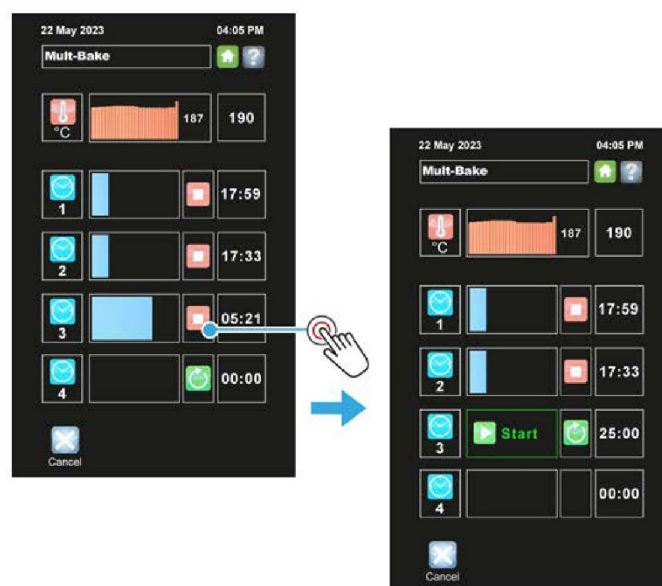 22 May 2023 04:05 PM
Mult-Bake
?
°C 187 190
1 17:59
2 17:33
3 05:21
4 00:00
Cancel
22 May 2023 04:05 PM
Mult-Bake
?
°C 187 190
1 17:59
2 17:33
3 Start 25:00
4 00:00
Cancel